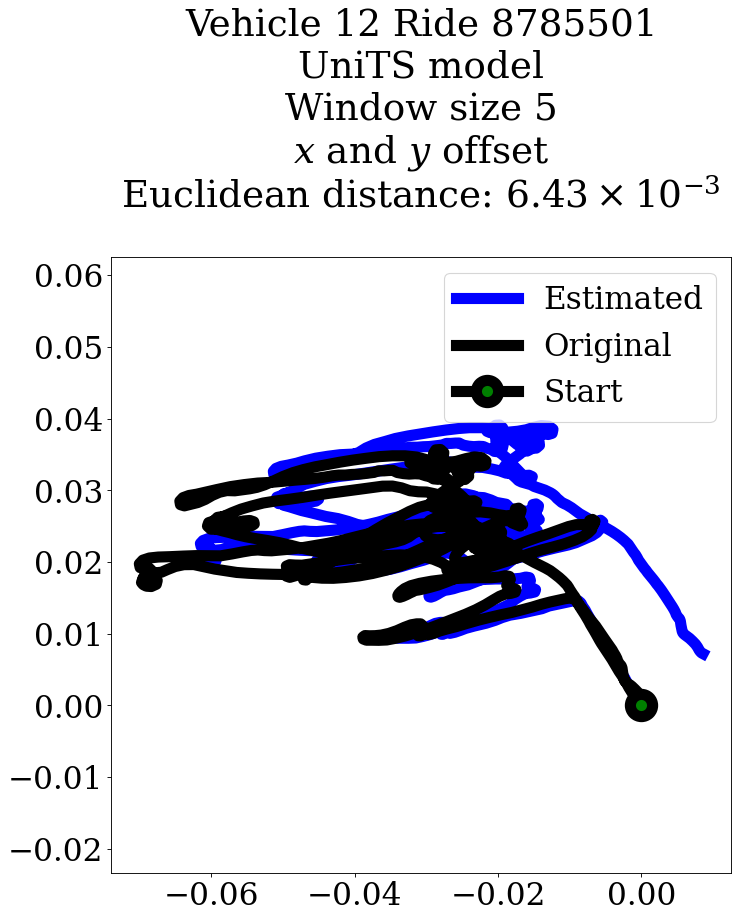 Vehicle 12 Ride 8785501
UniTS model
Window size 5
x and y offset
Euclidean distance: 6.43 × 10⁻³
Estimated
Original
Start
0.06
0.05
0.04
0.03
0.02
0.01
0.00
−0.01
−0.02
−0.06 −0.04 −0.02 0.00